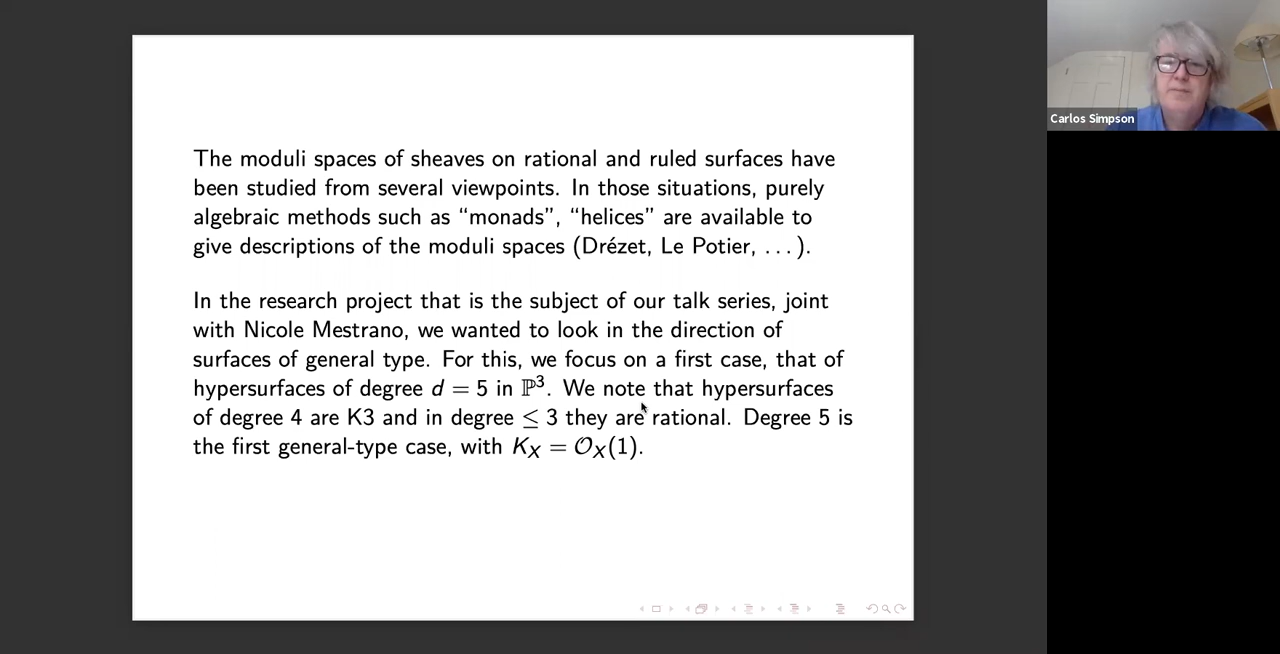 The moduli spaces of sheaves on rational and ruled surfaces have
been studied from several viewpoints. In those situations, purely
algebraic methods such as “monads”, “helices” are available to
give descriptions of the moduli spaces (Drézet, Le Potier, . . . ).
In the research project that is the subject of our talk series, joint
with Nicole Mestrano, we wanted to look in the direction of
surfaces of general type. For this, we focus on a first case, that of
hypersurfaces of degree d = 5 in ℙ³. We note that hypersurfaces
of degree 4 are K3 and in degree ≤ 3 they are rational. Degree 5 is
the first general-type case, with K_X = 𝒪_X(1).
Carlos Simpson